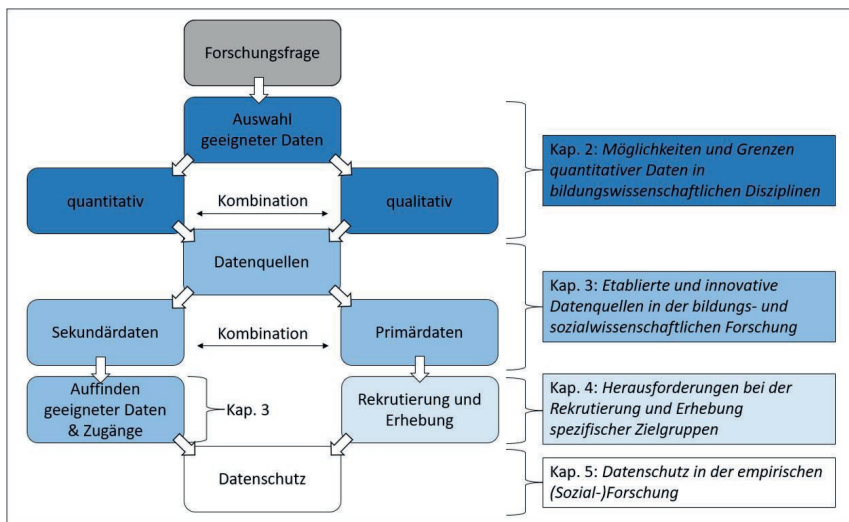 Forschungsfrage
Auswahl
geeigneter Daten
quantitativ
Kombination
qualitativ
Kap. 2: Möglichkeiten und Grenzen
quantitativer Daten in
bildungswissenschaftlichen Disziplinen
Datenquellen
Sekundärdaten
Kombination
Primärdaten
Kap. 3: Etablierte und innovative
Datenquellen in der bildungs- und
sozialwissenschaftlichen Forschung
Auffinden
geeigneter Daten
& Zugänge
Kap. 3
Rekrutierung und
Erhebung
Kap. 4: Herausforderungen bei der
Rekrutierung und Erhebung
spezifischer Zielgruppen
Datenschutz
Kap. 5: Datenschutz in der empirischen
(Sozial-)Forschung